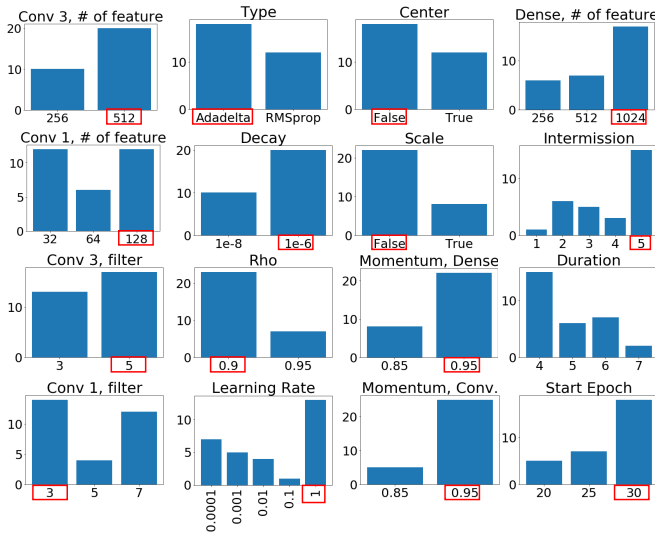 Conv 3, # of feature
20
10
0
256 512
Type
10
0
Adadelta RMSprop
Center
10
0
False True
Dense, # of feature
10
0
256 512 1024
Conv 1, # of feature
10
5
0
32 64 128
Decay
20
10
0
1e-8 1e-6
Scale
20
10
0
False True
Intermission
10
0
1 2 3 4 5
Conv 3, filter
10
0
3 5
Rho
20
10
0
0.9 0.95
Momentum, Dense
20
10
0
0.85 0.95
Duration
10
0
4 5 6 7
Conv 1, filter
10
5
0
3 5 7
Learning Rate
10
5
0
0.0001 0.001 0.01 0.1 1
Momentum, Conv.
20
10
0
0.85 0.95
Start Epoch
10
0
20 25 30